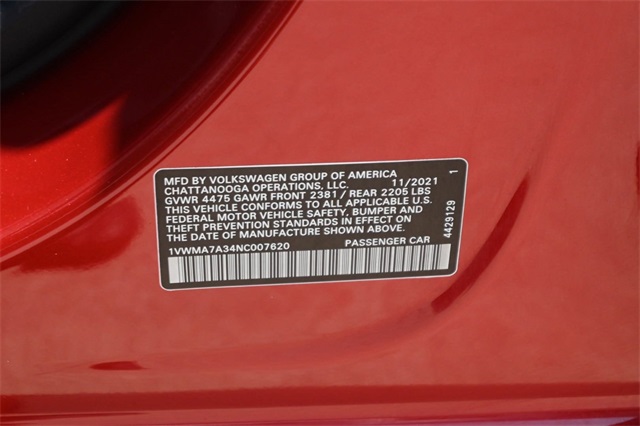 MFD BY VOLKSWAGEN GROUP OF AMERICA
CHATTANOOGA OPERATIONS, LLC. 11/2021
GVWR 4475 GAWR FRONT 2381 / REAR 2205 LBS
THIS VEHICLE CONFORMS TO ALL APPLICABLE U.S.
FEDERAL MOTOR VEHICLE SAFETY, BUMPER AND
THEFT PREVENTION STANDARDS IN EFFECT ON
THE DATE OF MANUFACTURE SHOWN ABOVE.
1VWMA7A34NC007620 PASSENGER CAR
4429129 1